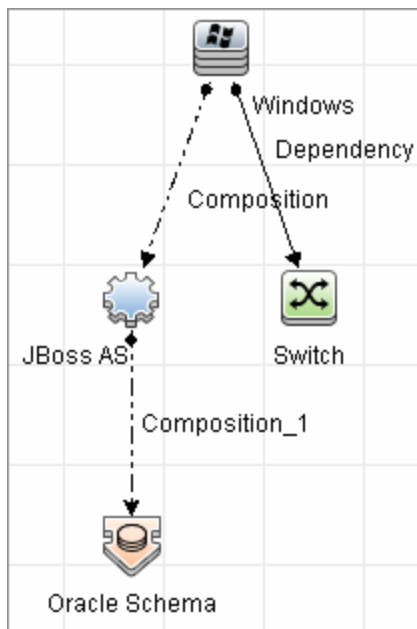 Windows
Dependency
Composition
JBoss AS
Switch
Composition_1
Oracle Schema